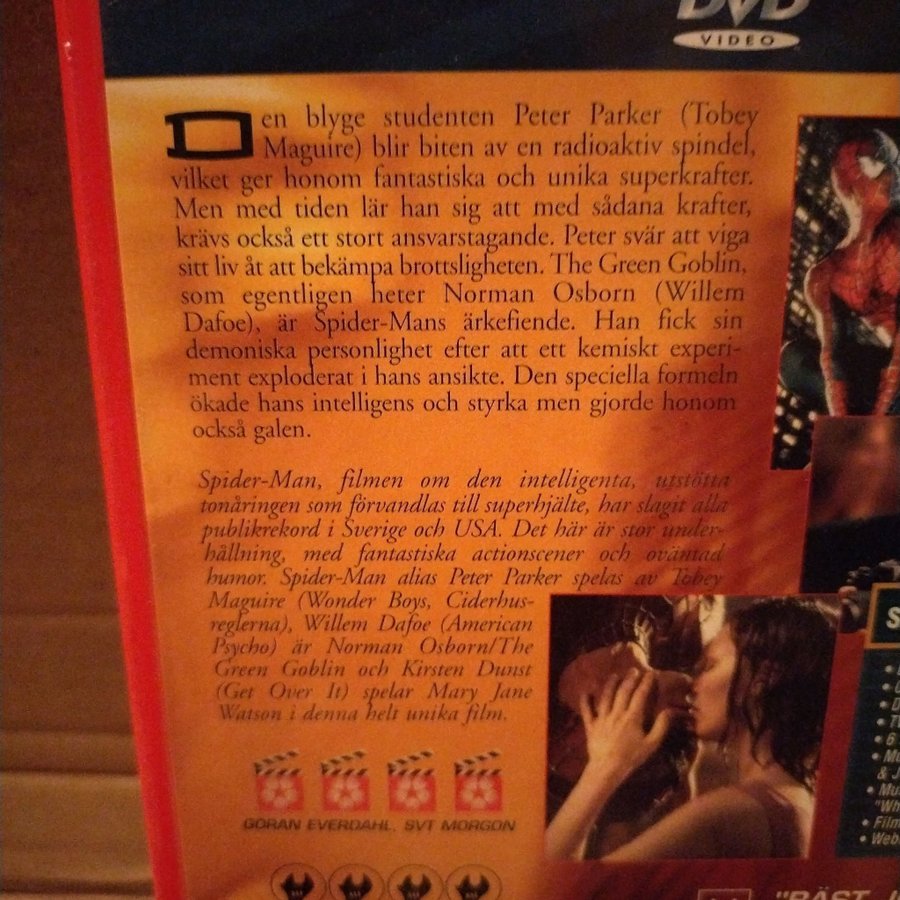 DVD
VIDEO
Den blyge studenten Peter Parker (Tobey
Maguire) blir biten av en radioaktiv spindel,
vilket ger honom fantastiska och unika superkrafter.
Men med tiden lär han sig att med sådana krafter,
krävs också ett stort ansvarstagande. Peter svär att viga
sitt liv åt att bekämpa brottsligheten. The Green Goblin,
som egentligen heter Norman Osborn (Willem
Dafoe), är Spider-Mans ärkefiende. Han fick sin
demoniska personlighet efter att ett kemiskt experi-
ment exploderat i hans ansikte. Den speciella formeln
ökade hans intelligens och styrka men gjorde honom
också galen.
Spider-Man, filmen om den intelligenta, utstötta
tonåringen som förvandlas till superhjälte, har slagit alla
publikrekord i Sverige och USA. Det här är stor under-
hållning, med fantastiska actionscener och oväntad
humor. Spider-Man alias Peter Parker spelas av Tobey
Maguire (Wonder Boys, Ciderhus-
reglerna), Willem Dafoe (American
Psycho) är Norman Osborn/The
Green Goblin och Kirsten Dunst
(Get Over It) spelar Mary Jane
Watson i denna helt unika film.
GÖRAN EVERDAHL, SVT MORGON
• 6
& J
"Wh
• Film
• Web
"BÄST